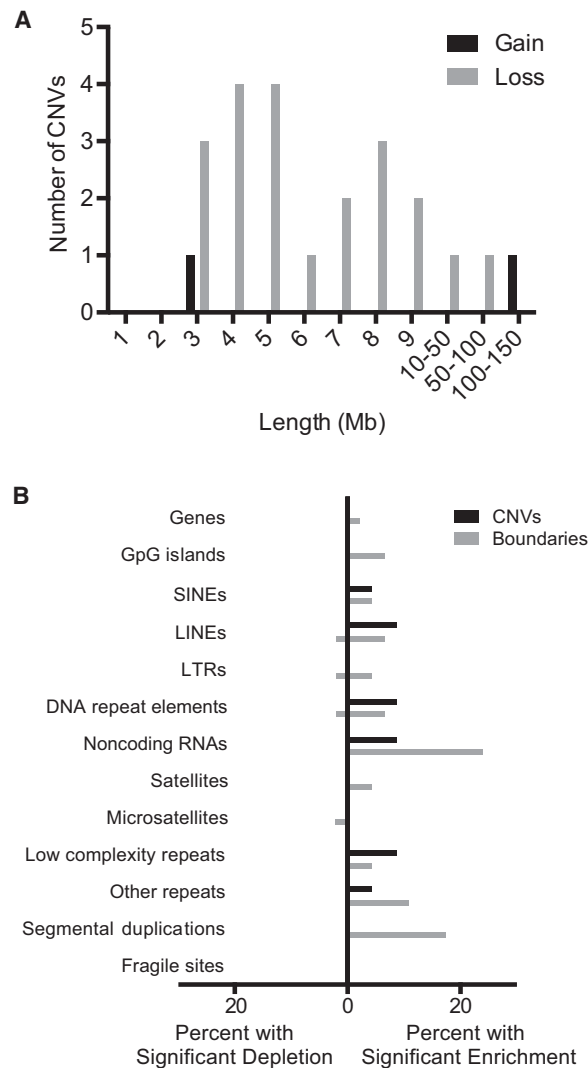 A
5
4
3
2
1
0
Number of CNVs
Gain
Loss
1 2 3 4 5 6 7 8 9 10-50 50-100 100-150
Length (Mb)
B
CNVs
Boundaries
Genes
GpG islands
SINEs
LINEs
LTRs
DNA repeat elements
Noncoding RNAs
Satellites
Microsatellites
Low complexity repeats
Other repeats
Segmental duplications
Fragile sites
20 0 20
Percent with Significant Depletion
Percent with Significant Enrichment